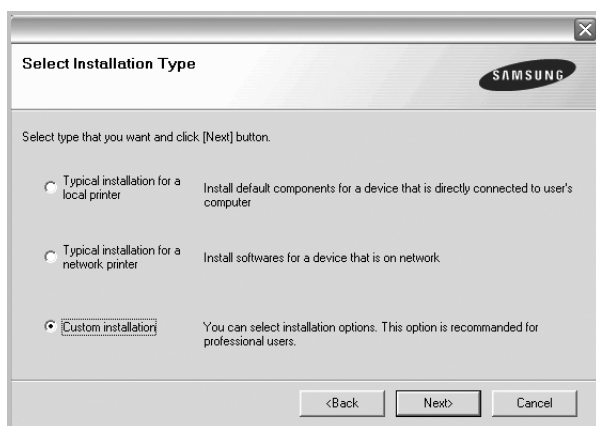 Select Installation Type
SAMSUNG
Select type that you want and click [Next] button.
Typical installation for a
local printer
Install default components for a device that is directly connected to user's
computer
Typical installation for a
network printer
Install softwares for a device that is on network
Custom installation
You can select installation options. This option is recommanded for
professional users.
<Back
Next>
Cancel